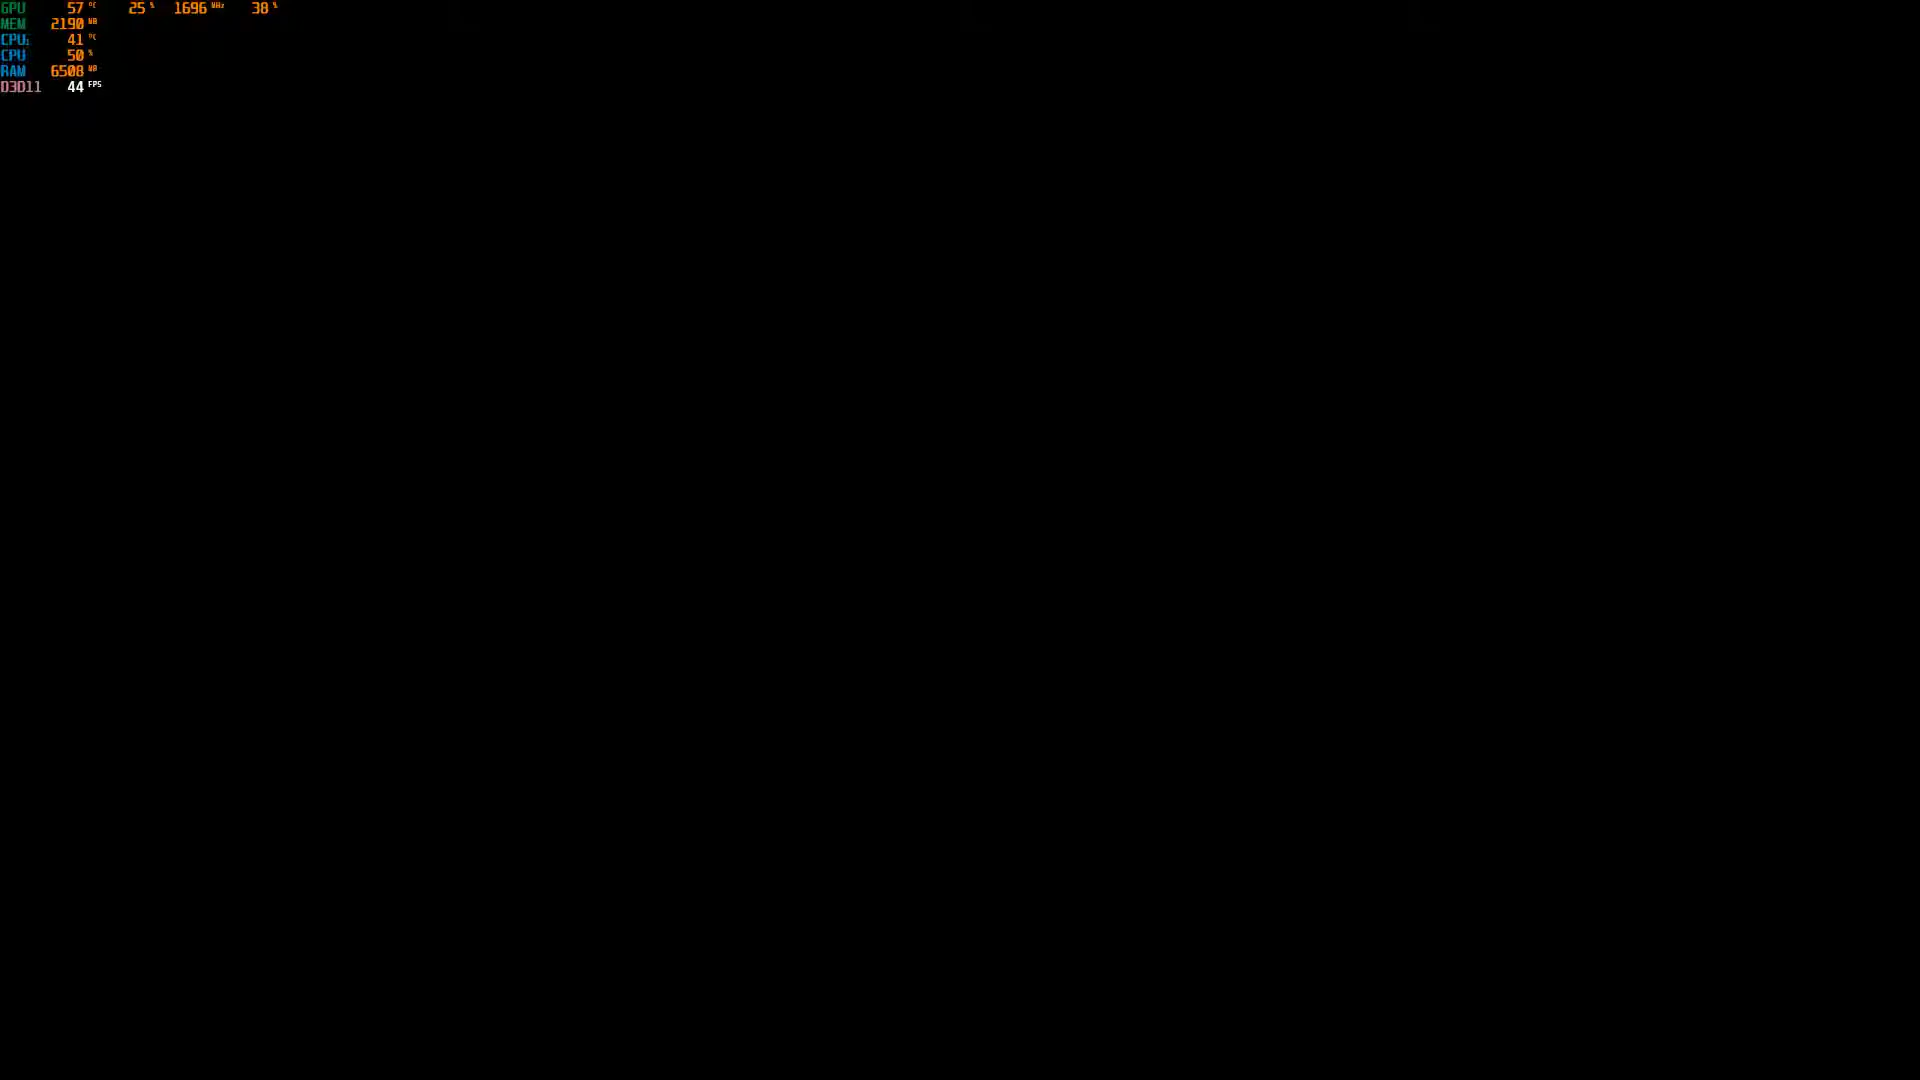 GPU 57 °C 25 % 1696 MHz 38 %
MEM 2190 MB
CPU1 41 °C
CPU 50 %
RAM 6508 MB
D3D11 44 FPS